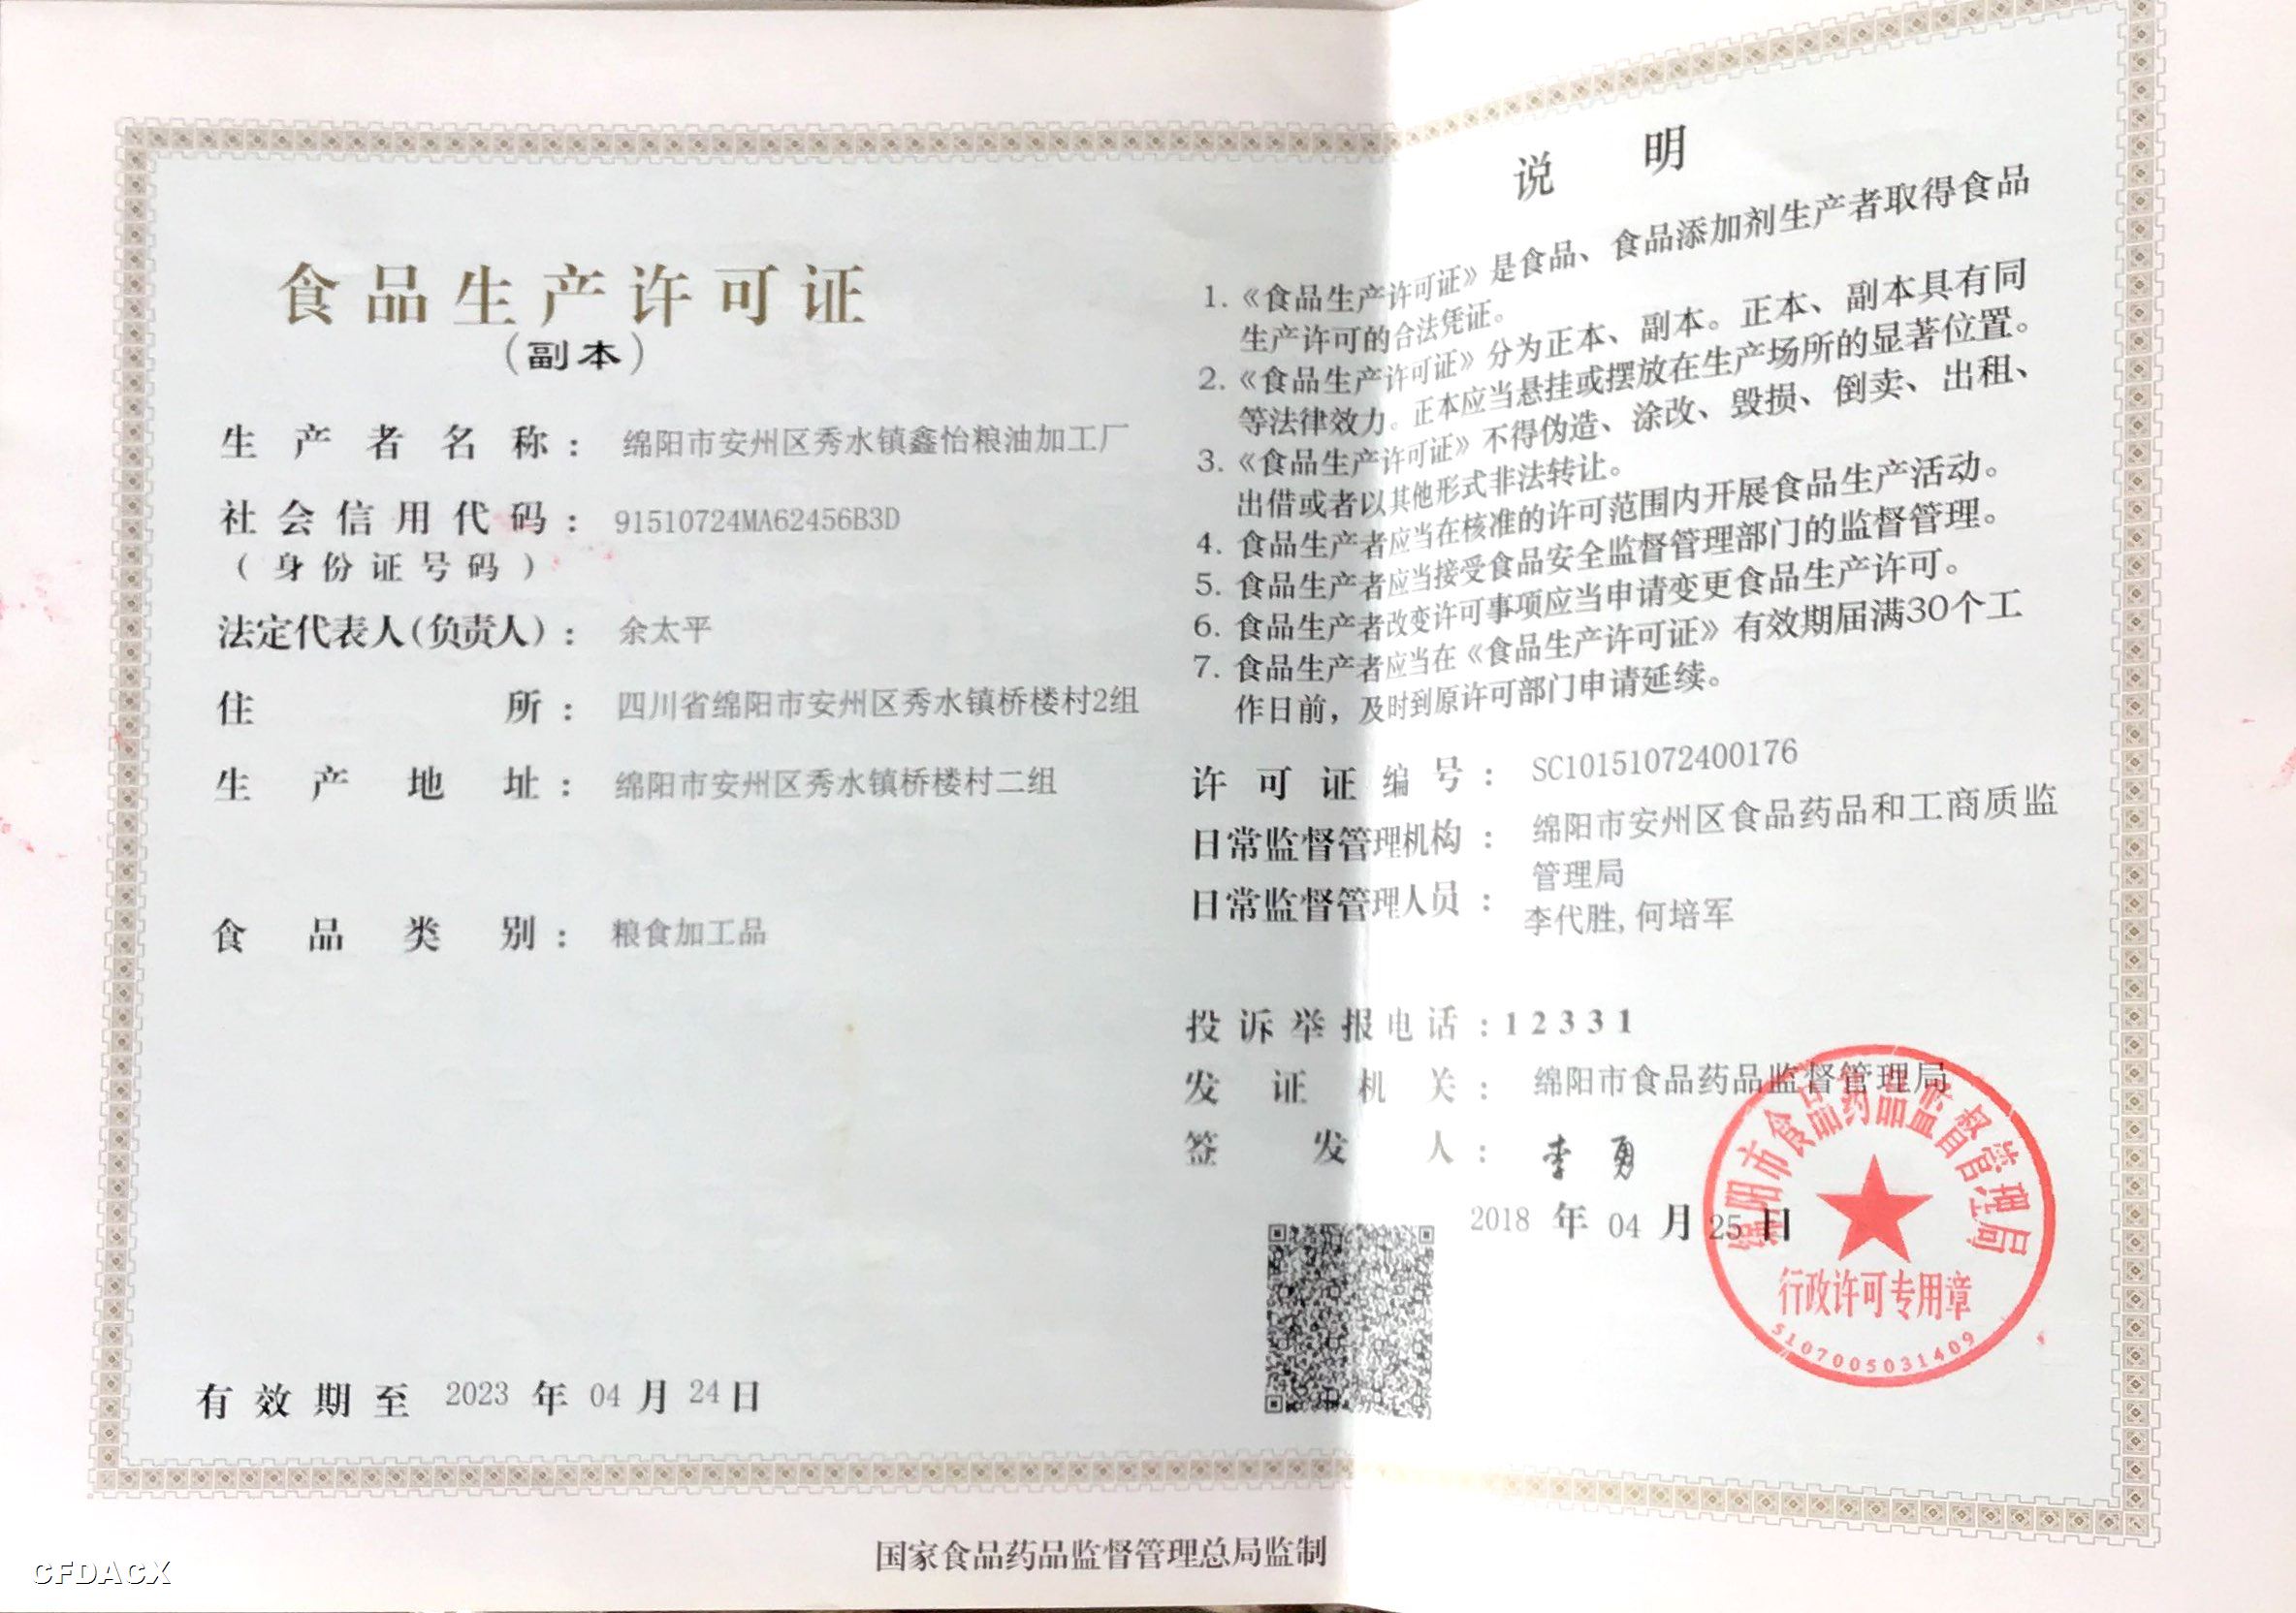 食品生产许可证
（副本）
生产者名称： 绵阳市安州区秀水镇鑫怡粮油加工厂
社会信用代码： 91510724MA62456B3D
（身份证号码）
法定代表人（负责人）： 余太平
住所： 四川省绵阳市安州区秀水镇桥楼村2组
生产地址： 绵阳市安州区秀水镇桥楼村二组
食品类别： 粮食加工品
有效期至 2023 年 04 月 24 日
说明
1. 《食品生产许可证》是食品、食品添加剂生产者取得食品
生产许可的合法凭证。
2. 《食品生产许可证》分为正本、副本。正本、副本具有同
等法律效力。正本应当悬挂或摆放在生产场所的显著位置。
3. 《食品生产许可证》不得伪造、涂改、毁损、倒卖、出租、
出借或者以其他形式非法转让。
4. 食品生产者应当在核准的许可范围内开展食品生产活动。
5. 食品生产者应当接受食品安全监督管理部门的监督管理。
6. 食品生产者改变许可事项应当申请变更食品生产许可。
7. 食品生产者应当在《食品生产许可证》有效期届满30个工
作日前，及时到原许可部门申请延续。
许可证编号： SC10151072400176
日常监督管理机构： 绵阳市安州区食品药品和工商质监
管理局
日常监督管理人员： 李代胜,何培军
投诉举报电话:12331
发证机关： 绵阳市食品药品监督管理局
签发人： 李勇
2018 年 04 月 25 日
绵阳市食品药品监督管理局
行政许可专用章
5107005031409
国家食品药品监督管理总局监制
CFDACX